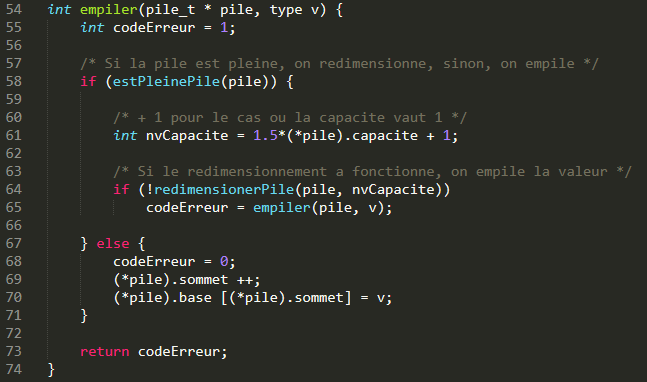 54 int empiler(pile_t * pile, type v) {
55 int codeErreur = 1;
56
57 /* Si la pile est pleine, on redimensionne, sinon, on empile */
58 if (estPleinePile(pile)) {
59
60 /* + 1 pour le cas ou la capacite vaut 1 */
61 int nvCapacite = 1.5*(*pile).capacite + 1;
62
63 /* Si le redimensionnement a fonctionne, on empile la valeur */
64 if (!redimensionerPile(pile, nvCapacite))
65 codeErreur = empiler(pile, v);
66
67 } else {
68 codeErreur = 0;
69 (*pile).sommet ++;
70 (*pile).base [(*pile).sommet] = v;
71 }
72
73 return codeErreur;
74 }